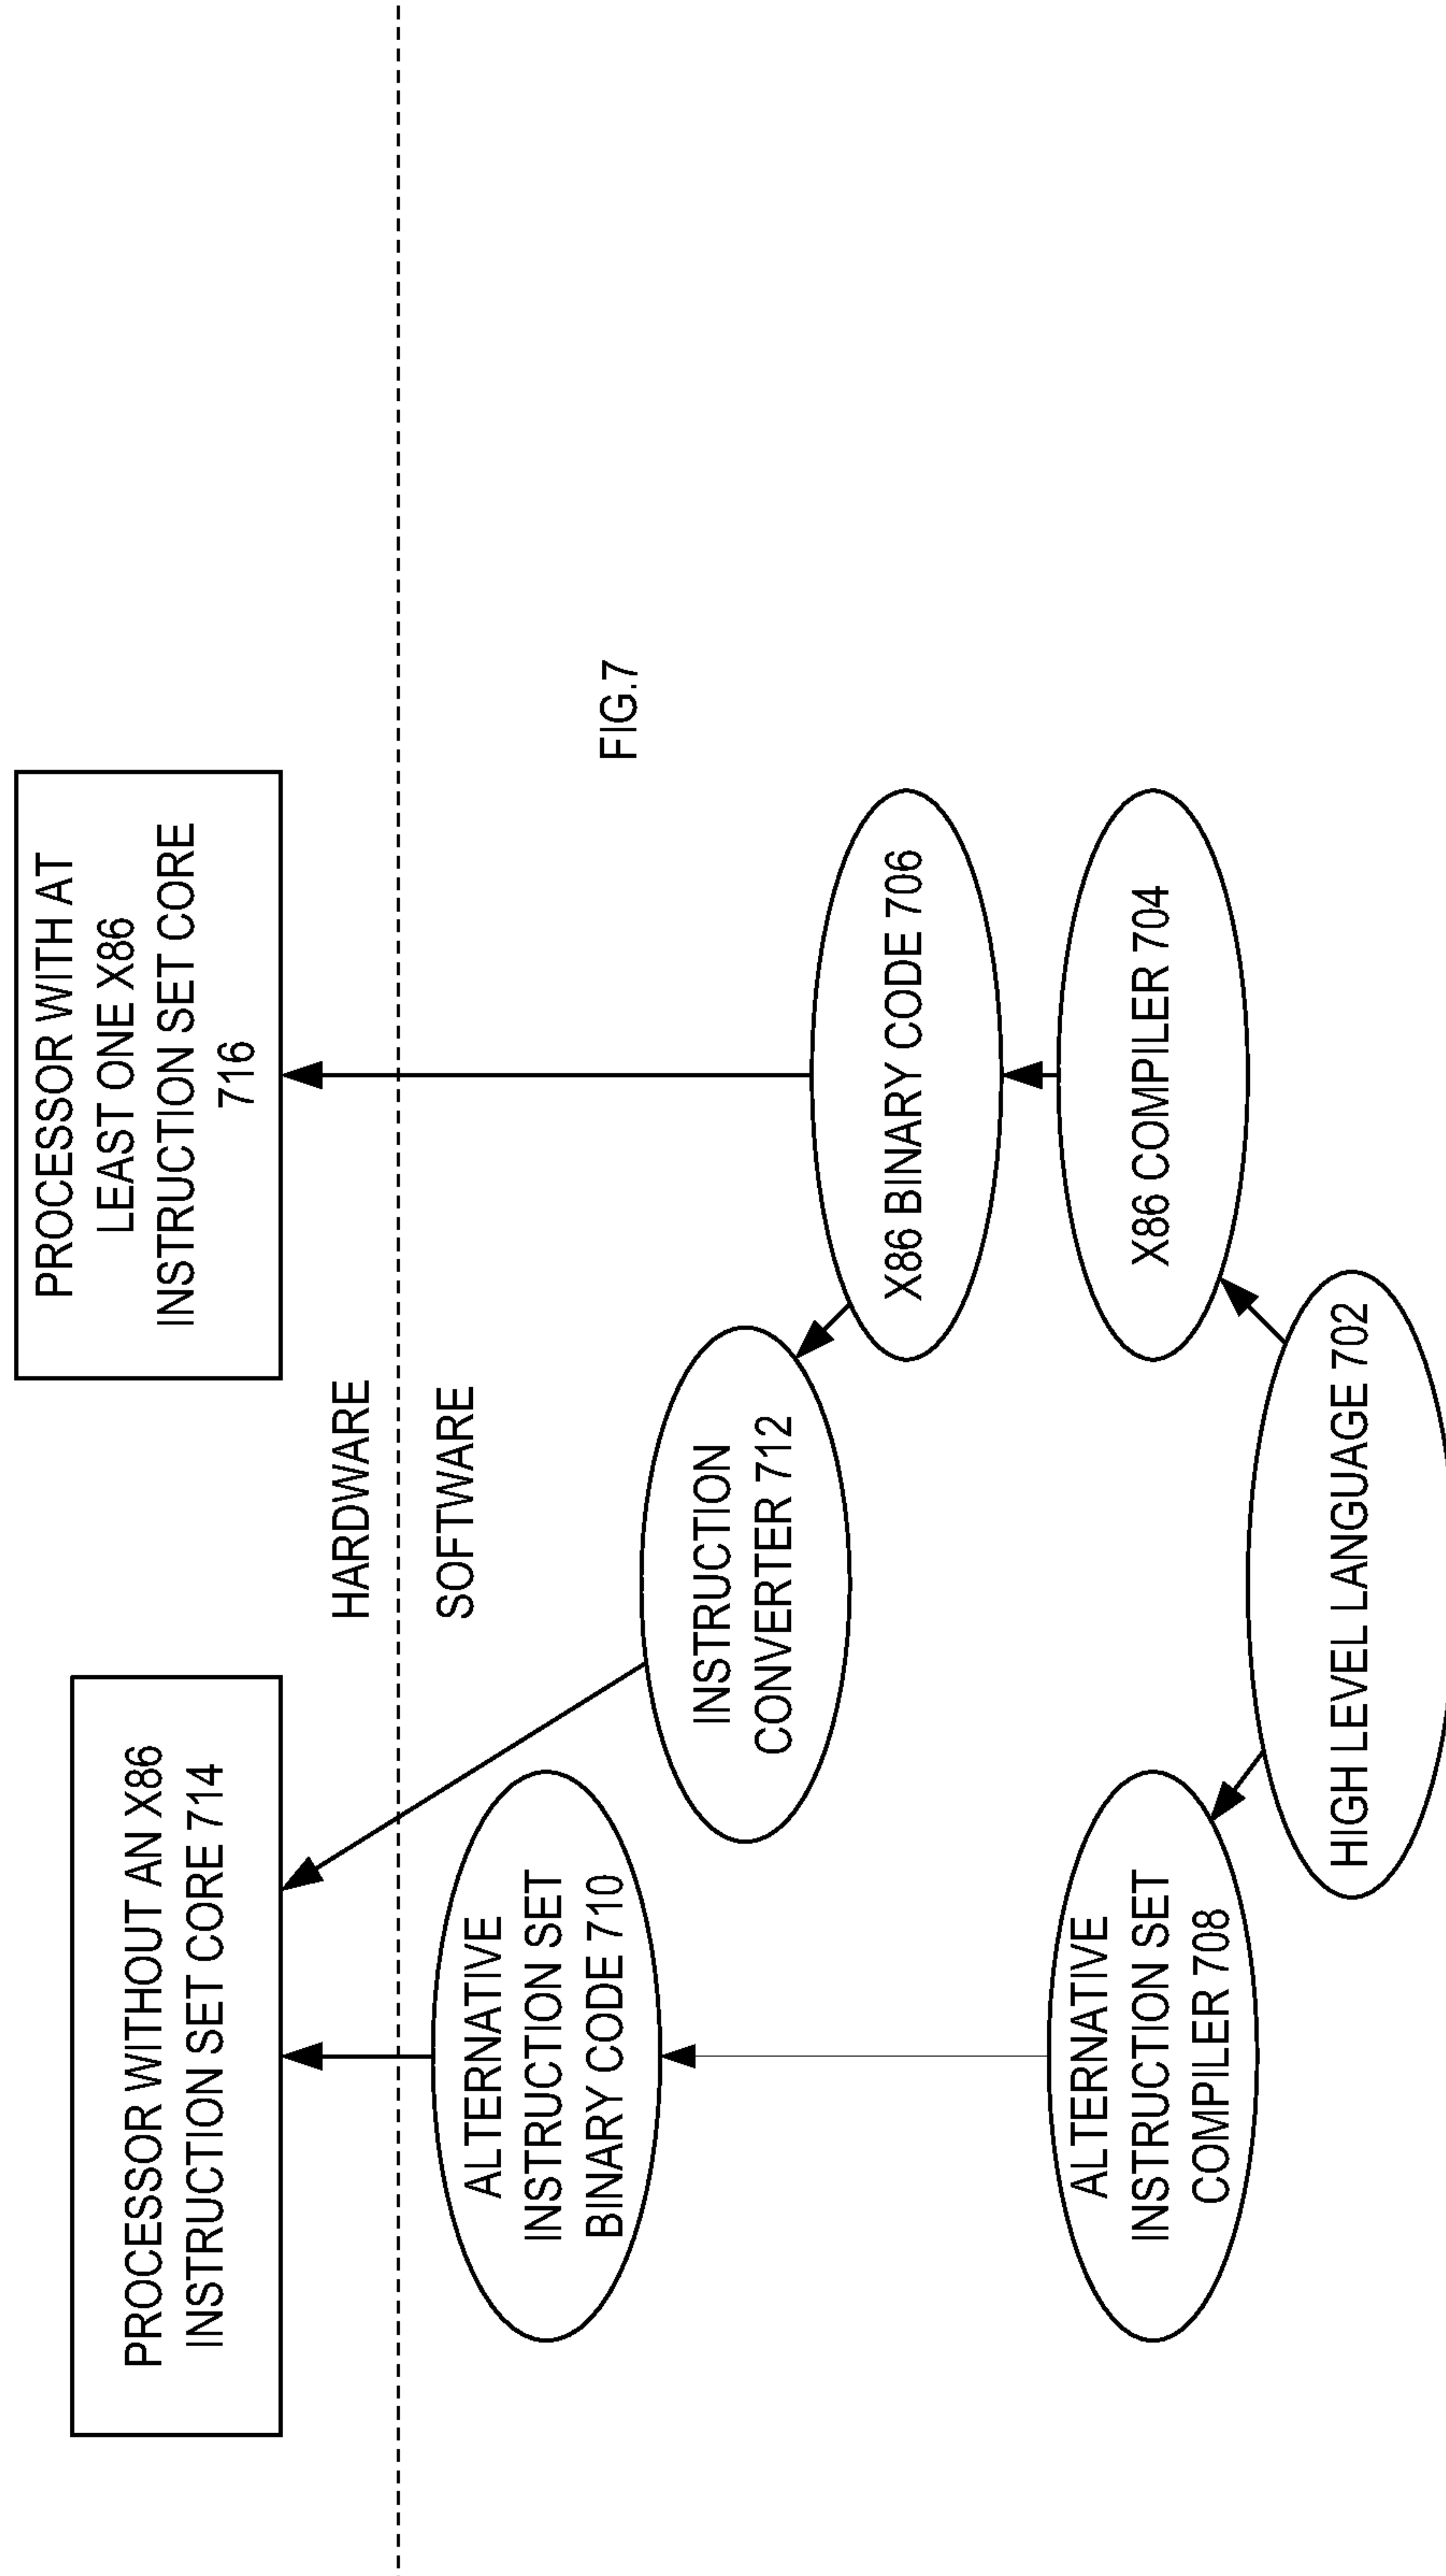 PROCESSOR WITHOUT AN X86
INSTRUCTION SET CORE 714
PROCESSOR WITH AT
LEAST ONE X86
INSTRUCTION SET CORE
716
HARDWARE
SOFTWARE
ALTERNATIVE
INSTRUCTION SET
BINARY CODE 710
INSTRUCTION
CONVERTER 712
FIG.7
X86 BINARY CODE 706
ALTERNATIVE
INSTRUCTION SET
COMPILER 708
X86 COMPILER 704
HIGH LEVEL LANGUAGE 702